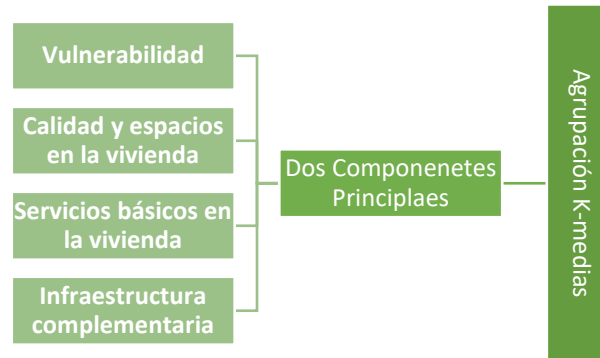 Vulnerabilidad
Calidad y espacios
en la vivienda
Servicios básicos en
la vivienda
Infraestructura
complementaria
Dos Componenetes
Principlaes
Agrupación K-medias